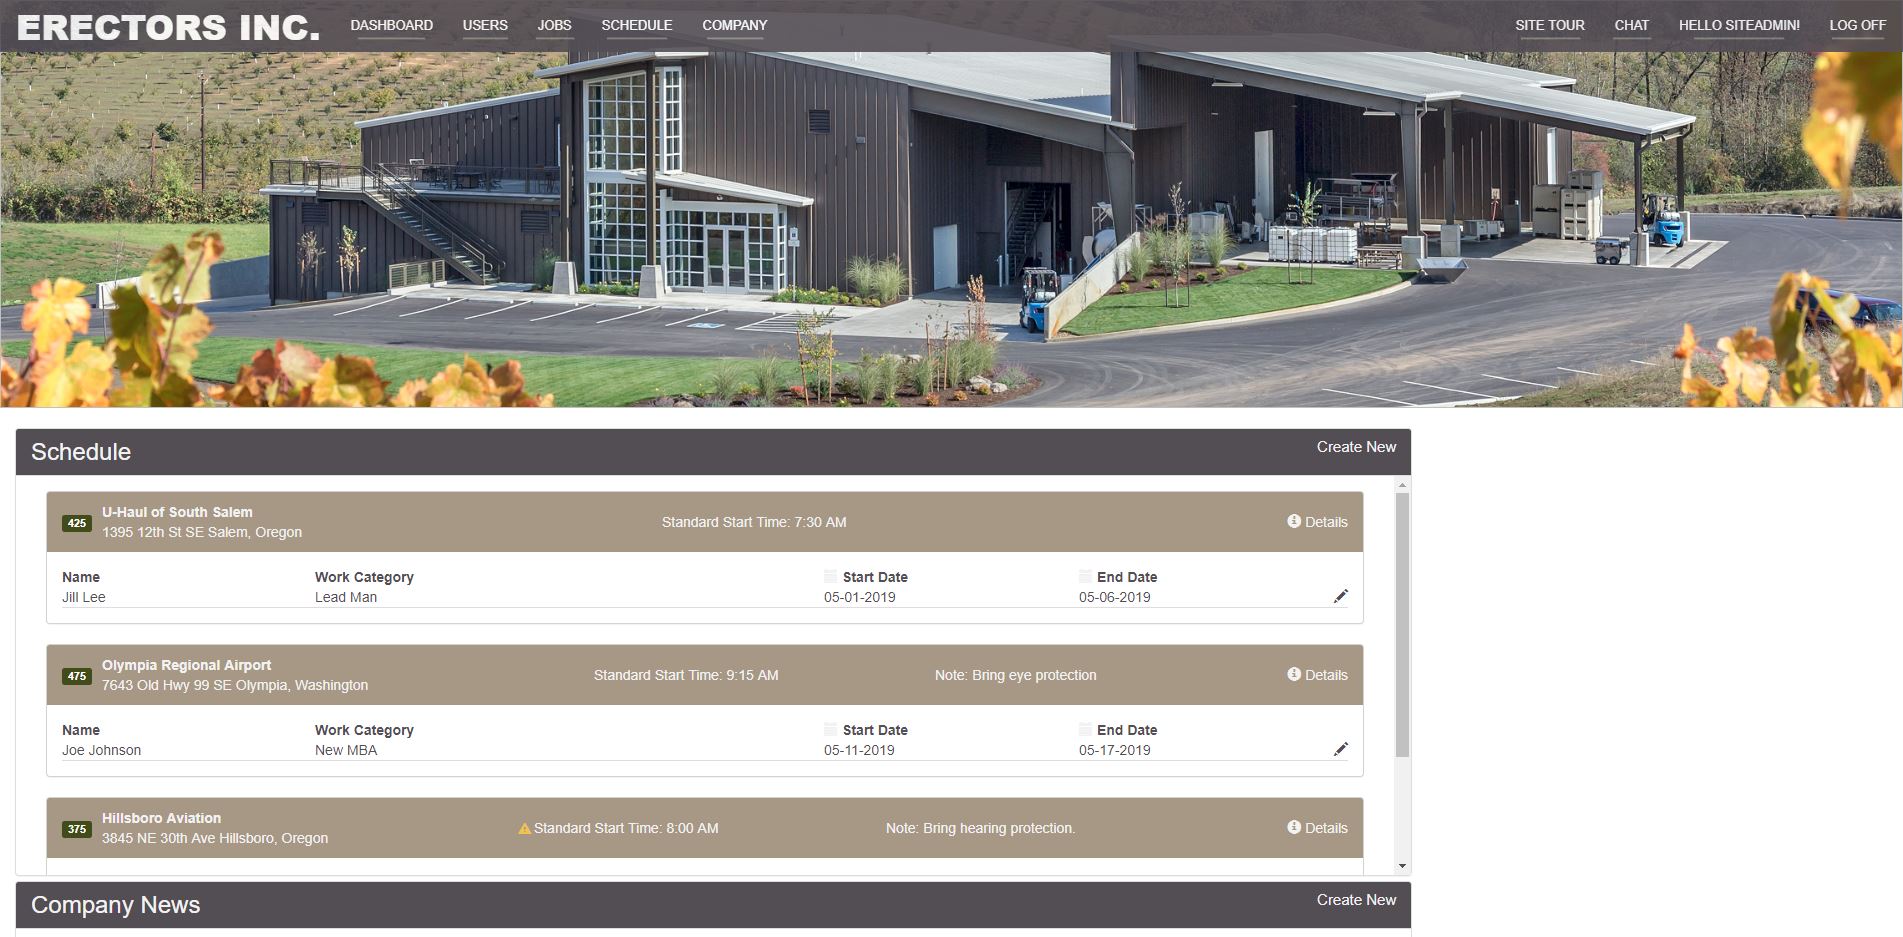 ERECTORS INC. DASHBOARD USERS JOBS SCHEDULE COMPANY SITE TOUR CHAT HELLO SITEADMIN! LOG OFF
Schedule Create New
425 U-Haul of South Salem
1395 12th St SE Salem, Oregon
Standard Start Time: 7:30 AM
Details
Name Work Category Start Date End Date
Jill Lee Lead Man 05-01-2019 05-06-2019
475 Olympia Regional Airport
7643 Old Hwy 99 SE Olympia, Washington
Standard Start Time: 9:15 AM
Note: Bring eye protection
Details
Name Work Category Start Date End Date
Joe Johnson New MBA 05-11-2019 05-17-2019
375 Hillsboro Aviation
3845 NE 30th Ave Hillsboro, Oregon
Standard Start Time: 8:00 AM
Note: Bring hearing protection.
Details
Company News Create New